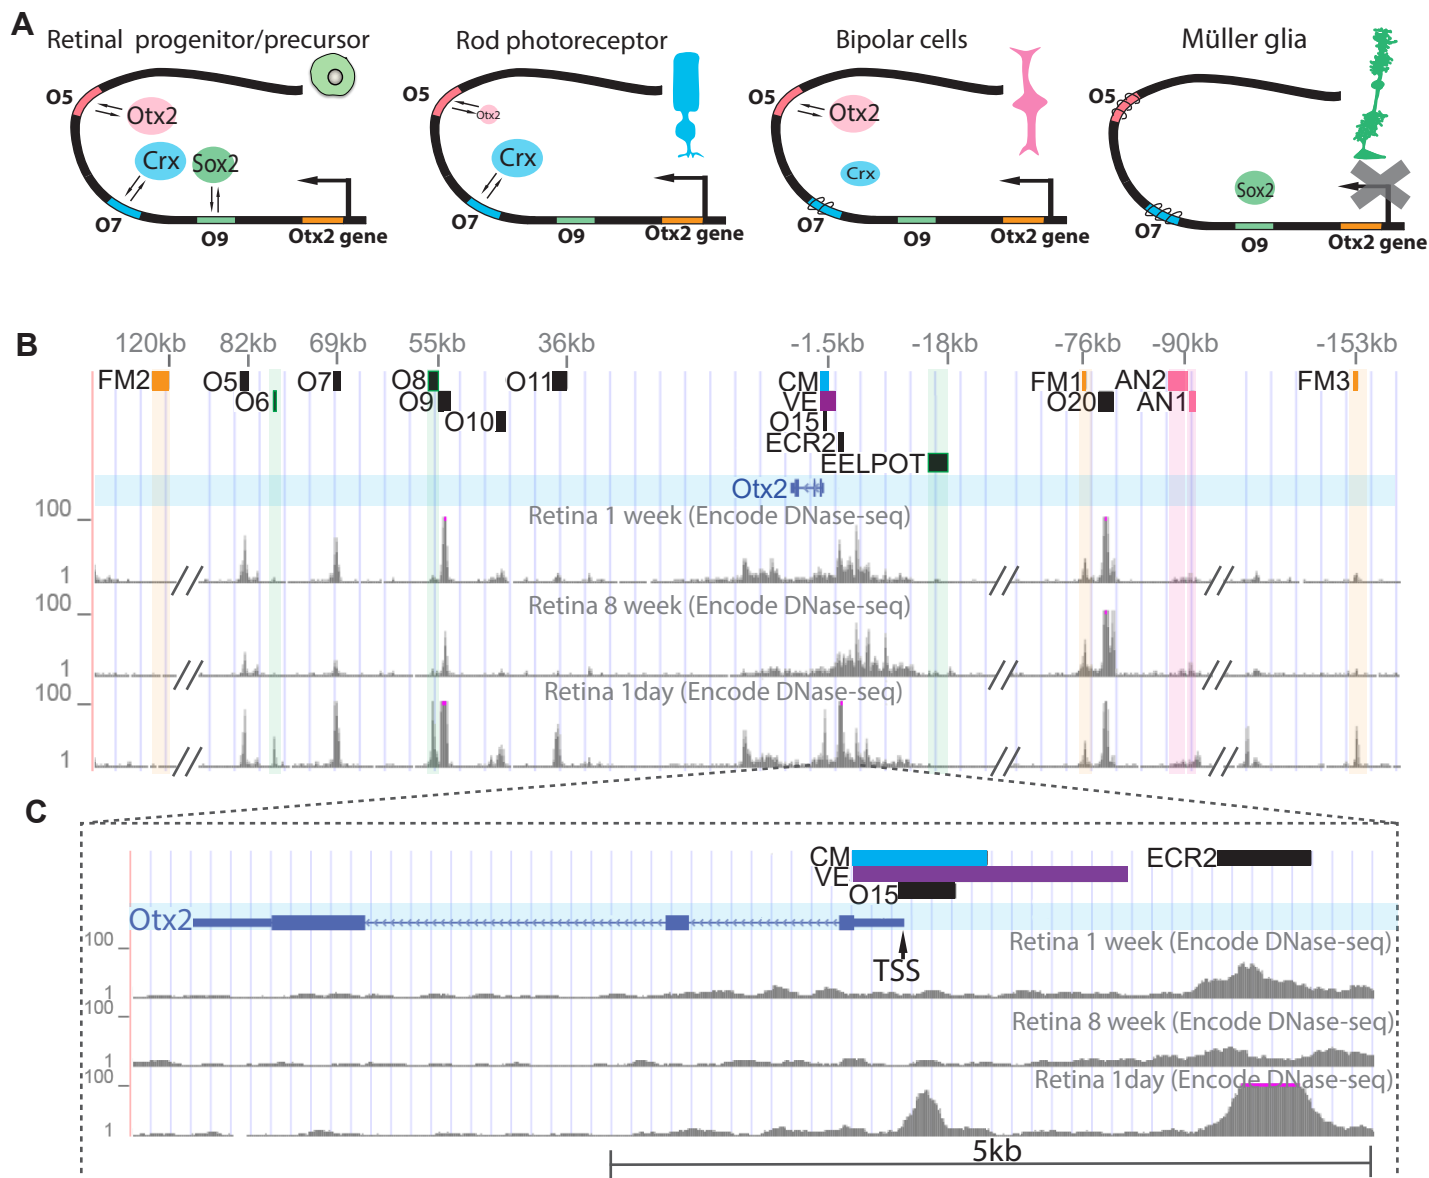 A
Retinal progenitor/precursor
Rod photoreceptor
Bipolar cells
Müller glia
O5
Otx2
Crx
Sox2
O7
O9
Otx2 gene
O5
Otx2
Crx
O7
O9
Otx2 gene
O5
Otx2
Crx
O7
O9
Otx2 gene
O5
Sox2
O7
O9
Otx2 gene
B
120kb 82kb 69kb 55kb 36kb -1.5kb -18kb -76kb -90kb -153kb
FM2 O5 O7 O8 O11 CM FM1 AN2 FM3
O6 O9 VE O20 AN1
O10 O15
ECR2
EELPOT
Otx2
100
Retina 1 week (Encode DNase-seq)
1
100
Retina 8 week (Encode DNase-seq)
1
100
Retina 1day (Encode DNase-seq)
1
C
CM ECR2
VE
O15
Otx2
100
Retina 1 week (Encode DNase-seq)
TSS
1
100
Retina 8 week (Encode DNase-seq)
1
100
Retina 1day (Encode DNase-seq)
1
5kb